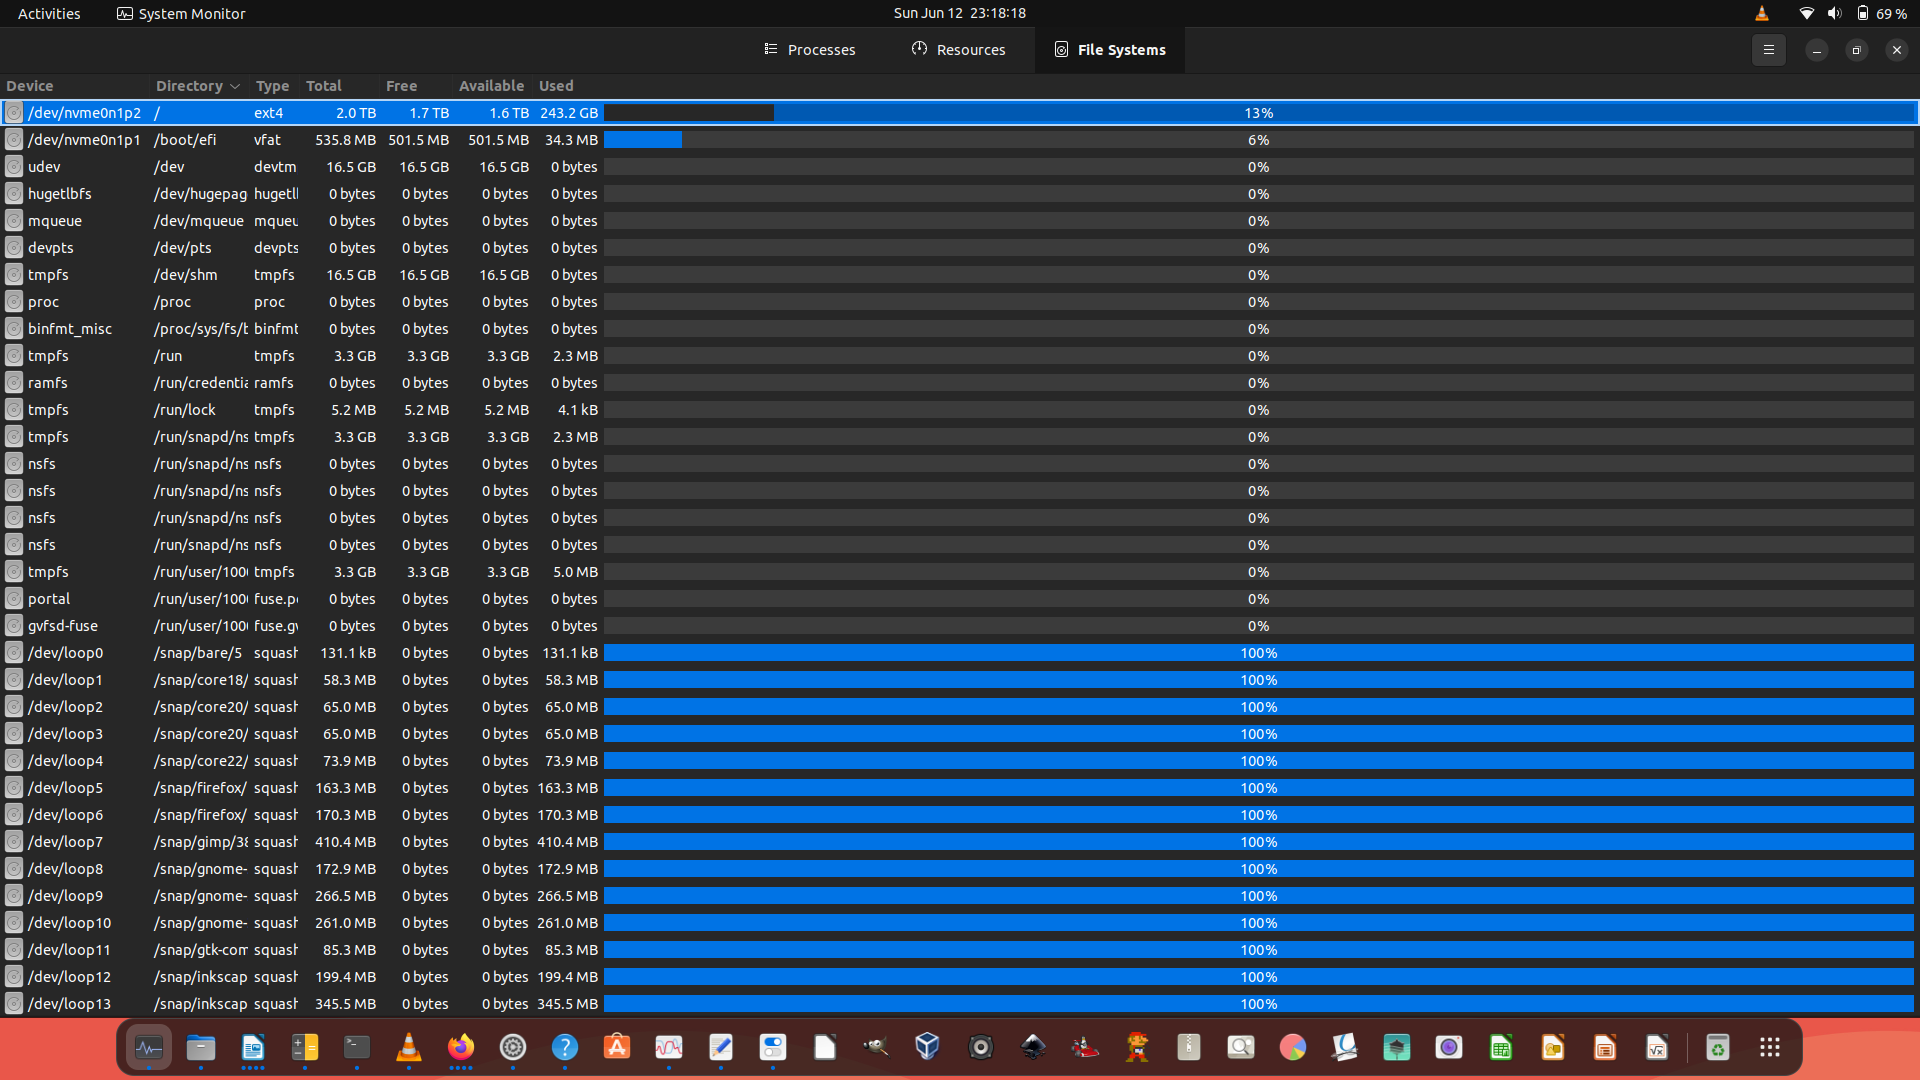 Activities System Monitor Sun Jun 12 23:18:18 69 %
Processes Resources File Systems
Device Directory Type Total Free Available Used
/dev/nvme0n1p2 / ext4 2.0 TB 1.7 TB 1.6 TB 243.2 GB 13%
/dev/nvme0n1p1 /boot/efi vfat 535.8 MB 501.5 MB 501.5 MB 34.3 MB 6%
udev /dev devtm 16.5 GB 16.5 GB 16.5 GB 0 bytes 0%
hugetlbfs /dev/hugepag hugetll 0 bytes 0 bytes 0 bytes 0 bytes 0%
mqueue /dev/mqueue mqueu 0 bytes 0 bytes 0 bytes 0 bytes 0%
devpts /dev/pts devpts 0 bytes 0 bytes 0 bytes 0 bytes 0%
tmpfs /dev/shm tmpfs 16.5 GB 16.5 GB 16.5 GB 0 bytes 0%
proc /proc proc 0 bytes 0 bytes 0 bytes 0 bytes 0%
binfmt_misc /proc/sys/fs/b binfmt 0 bytes 0 bytes 0 bytes 0 bytes 0%
tmpfs /run tmpfs 3.3 GB 3.3 GB 3.3 GB 2.3 MB 0%
ramfs /run/credentia ramfs 0 bytes 0 bytes 0 bytes 0 bytes 0%
tmpfs /run/lock tmpfs 5.2 MB 5.2 MB 5.2 MB 4.1 kB 0%
tmpfs /run/snapd/ns tmpfs 3.3 GB 3.3 GB 3.3 GB 2.3 MB 0%
nsfs /run/snapd/ns nsfs 0 bytes 0 bytes 0 bytes 0 bytes 0%
nsfs /run/snapd/ns nsfs 0 bytes 0 bytes 0 bytes 0 bytes 0%
nsfs /run/snapd/ns nsfs 0 bytes 0 bytes 0 bytes 0 bytes 0%
nsfs /run/snapd/ns nsfs 0 bytes 0 bytes 0 bytes 0 bytes 0%
tmpfs /run/user/100 tmpfs 3.3 GB 3.3 GB 3.3 GB 5.0 MB 0%
portal /run/user/100 fuse.p 0 bytes 0 bytes 0 bytes 0 bytes 0%
gvfsd-fuse /run/user/100 fuse.gv 0 bytes 0 bytes 0 bytes 0 bytes 0%
/dev/loop0 /snap/bare/5 squash 131.1 kB 0 bytes 0 bytes 131.1 kB 100%
/dev/loop1 /snap/core18/ squash 58.3 MB 0 bytes 0 bytes 58.3 MB 100%
/dev/loop2 /snap/core20/ squash 65.0 MB 0 bytes 0 bytes 65.0 MB 100%
/dev/loop3 /snap/core20/ squash 65.0 MB 0 bytes 0 bytes 65.0 MB 100%
/dev/loop4 /snap/core22/ squash 73.9 MB 0 bytes 0 bytes 73.9 MB 100%
/dev/loop5 /snap/firefox/ squash 163.3 MB 0 bytes 0 bytes 163.3 MB 100%
/dev/loop6 /snap/firefox/ squash 170.3 MB 0 bytes 0 bytes 170.3 MB 100%
/dev/loop7 /snap/gimp/38 squash 410.4 MB 0 bytes 0 bytes 410.4 MB 100%
/dev/loop8 /snap/gnome- squash 172.9 MB 0 bytes 0 bytes 172.9 MB 100%
/dev/loop9 /snap/gnome- squash 266.5 MB 0 bytes 0 bytes 266.5 MB 100%
/dev/loop10 /snap/gnome- squash 261.0 MB 0 bytes 0 bytes 261.0 MB 100%
/dev/loop11 /snap/gtk-com squash 85.3 MB 0 bytes 0 bytes 85.3 MB 100%
/dev/loop12 /snap/inkscap squash 199.4 MB 0 bytes 0 bytes 199.4 MB 100%
/dev/loop13 /snap/inkscap squash 345.5 MB 0 bytes 0 bytes 345.5 MB 100%